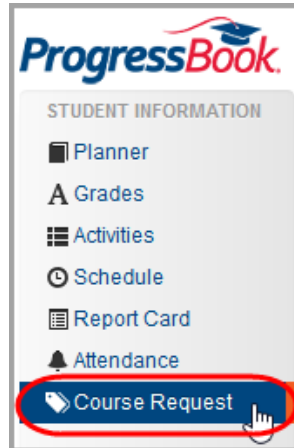 ProgressBook
STUDENT INFORMATION
Planner
Grades
Activities
Schedule
Report Card
Attendance
Course Request